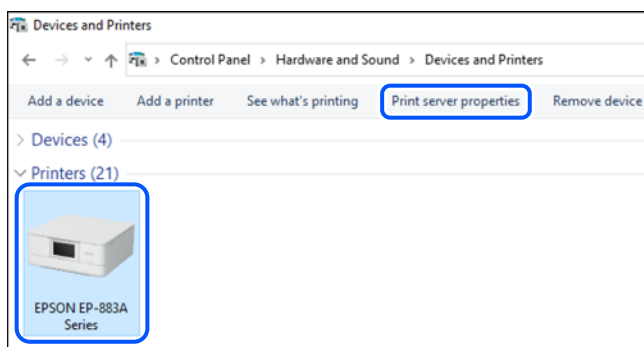 Devices and Printers
Control Panel > Hardware and Sound > Devices and Printers
Add a device Add a printer See what's printing Print server properties Remove device
Devices (4)
Printers (21)
EPSON EP-883A
Series